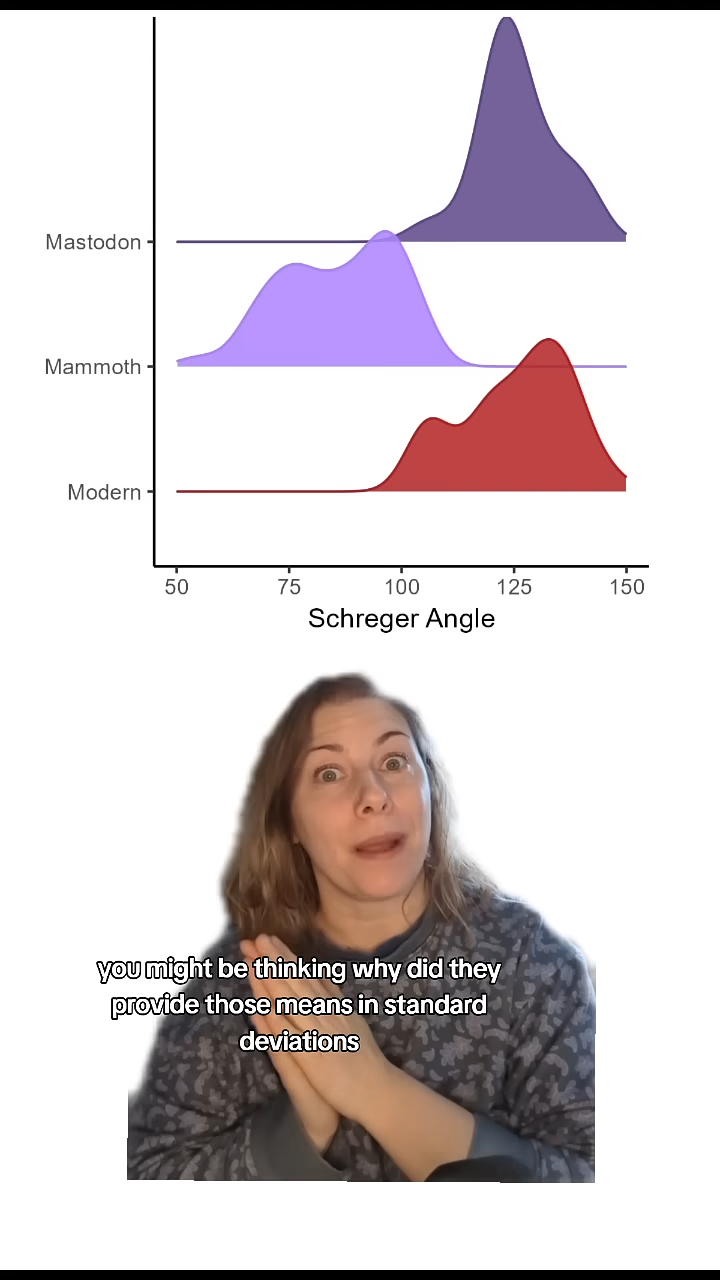 Mastodon
Mammoth
Modern
50 75 100 125 150
Schreger Angle
you might be thinking why did they
provide those means in standard
deviations